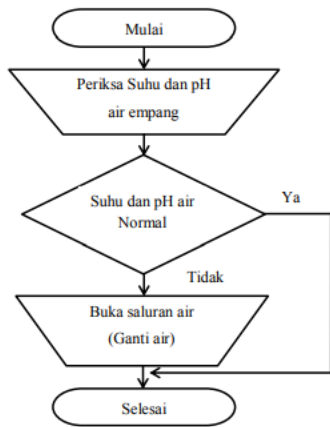 Mulai
Periksa Suhu dan pH
air empang
Suhu dan pH air
Normal
Ya
Tidak
Buka saluran air
(Ganti air)
Selesai